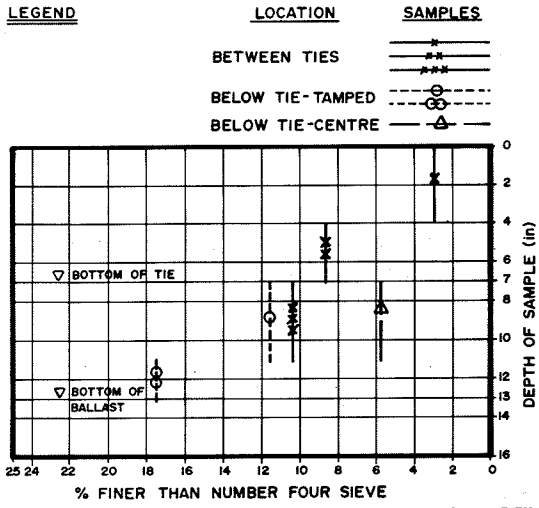 LEGEND LOCATION SAMPLES
BETWEEN TIES
BELOW TIE-TAMPED
BELOW TIE-CENTRE
0
2
4
6
7
8
10
12
13
14
16
DEPTH OF SAMPLE (in)
BOTTOM OF TIE
BOTTOM OF
BALLAST
25 24 22 20 18 16 14 12 10 8 6 4 2 0
% FINER THAN NUMBER FOUR SIEVE